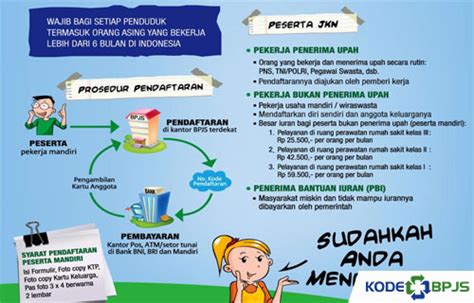 WAJIB BAGI SETIAP PENDUDUK
TERMASUK ORANG ASING YANG BEKERJA
LEBIH DARI 6 BULAN DI INDONESIA
PROSEDUR PENDAFTARAN
BPJS
PENDAFTARAN
di kantor BPJS terdekat
PESERTA
pekerja mandiri
Pengambilan
Kartu Anggota
No. Kode
Pendaftaran
BANK
PEMBAYARAN
Kantor Pos, ATM/setor tunai
di Bank BNI, BRI dan Mandiri
SYARAT PENDAFTARAN
PESERTA MANDIRI
Isi Formulir, Foto copy KTP,
Foto copy Kartu Keluarga,
Pas foto 3 x 4 berwarna
2 lembar
PESERTA JKN
• PEKERJA PENERIMA UPAH
• Orang yang bekerja dan menerima upah secara rutin:
PNS, TNI/POLRI, Pegawai Swasta, dsb.
• Pendaftarannya diajukan oleh pemberi kerja
• PEKERJA BUKAN PENERIMA UPAH
• Pekerja usaha mandiri / wiraswasta
• Mendaftarkan diri sendiri dan anggota keluarganya
• Besar iuran bagi peserta bukan penerima upah (peserta mandiri):
1. Pelayanan di ruang perawatan rumah sakit kelas III :
Rp 25.500,- per orang per bulan
2. Pelayanan di ruang perawatan rumah sakit kelas II :
Rp 42.500,- per orang per bulan
3. Pelayanan di ruang perawatan rumah sakit kelas I :
Rp 59.500,- per orang per bulan
• PENERIMA BANTUAN IURAN (PBI)
• Masyarakat miskin dan tidak mampu iurannya
dibayarkan oleh pemerintah
SUDAHKAH
ANDA
KODE BPJS